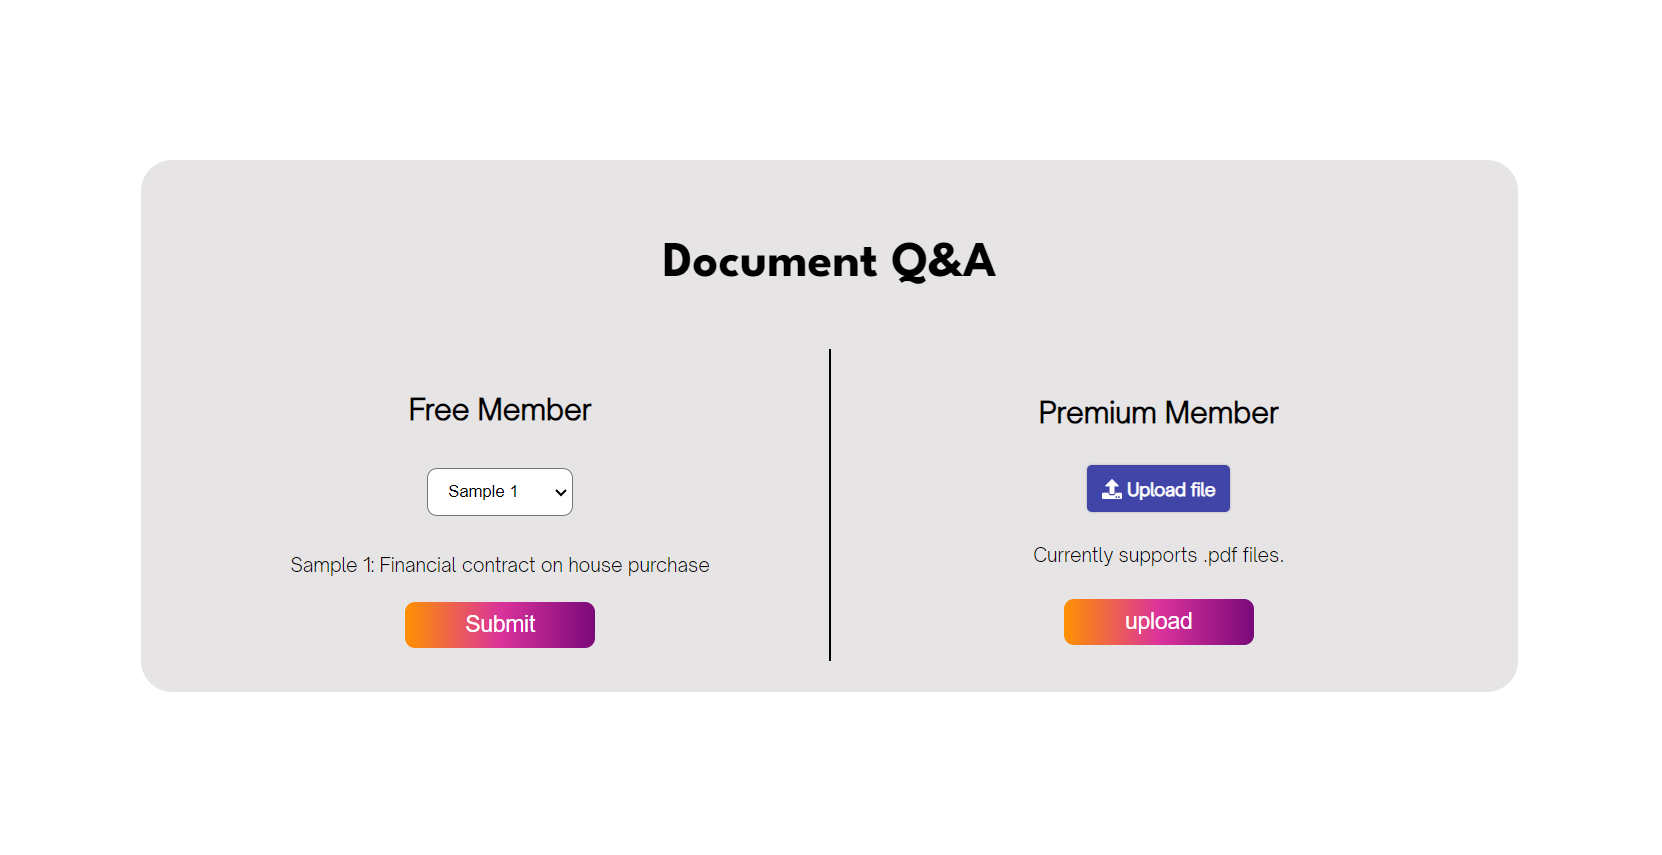 Document Q&A
Free Member
Sample 1
Sample 1: Financial contract on house purchase
Submit
Premium Member
Upload file
Currently supports .pdf files.
upload